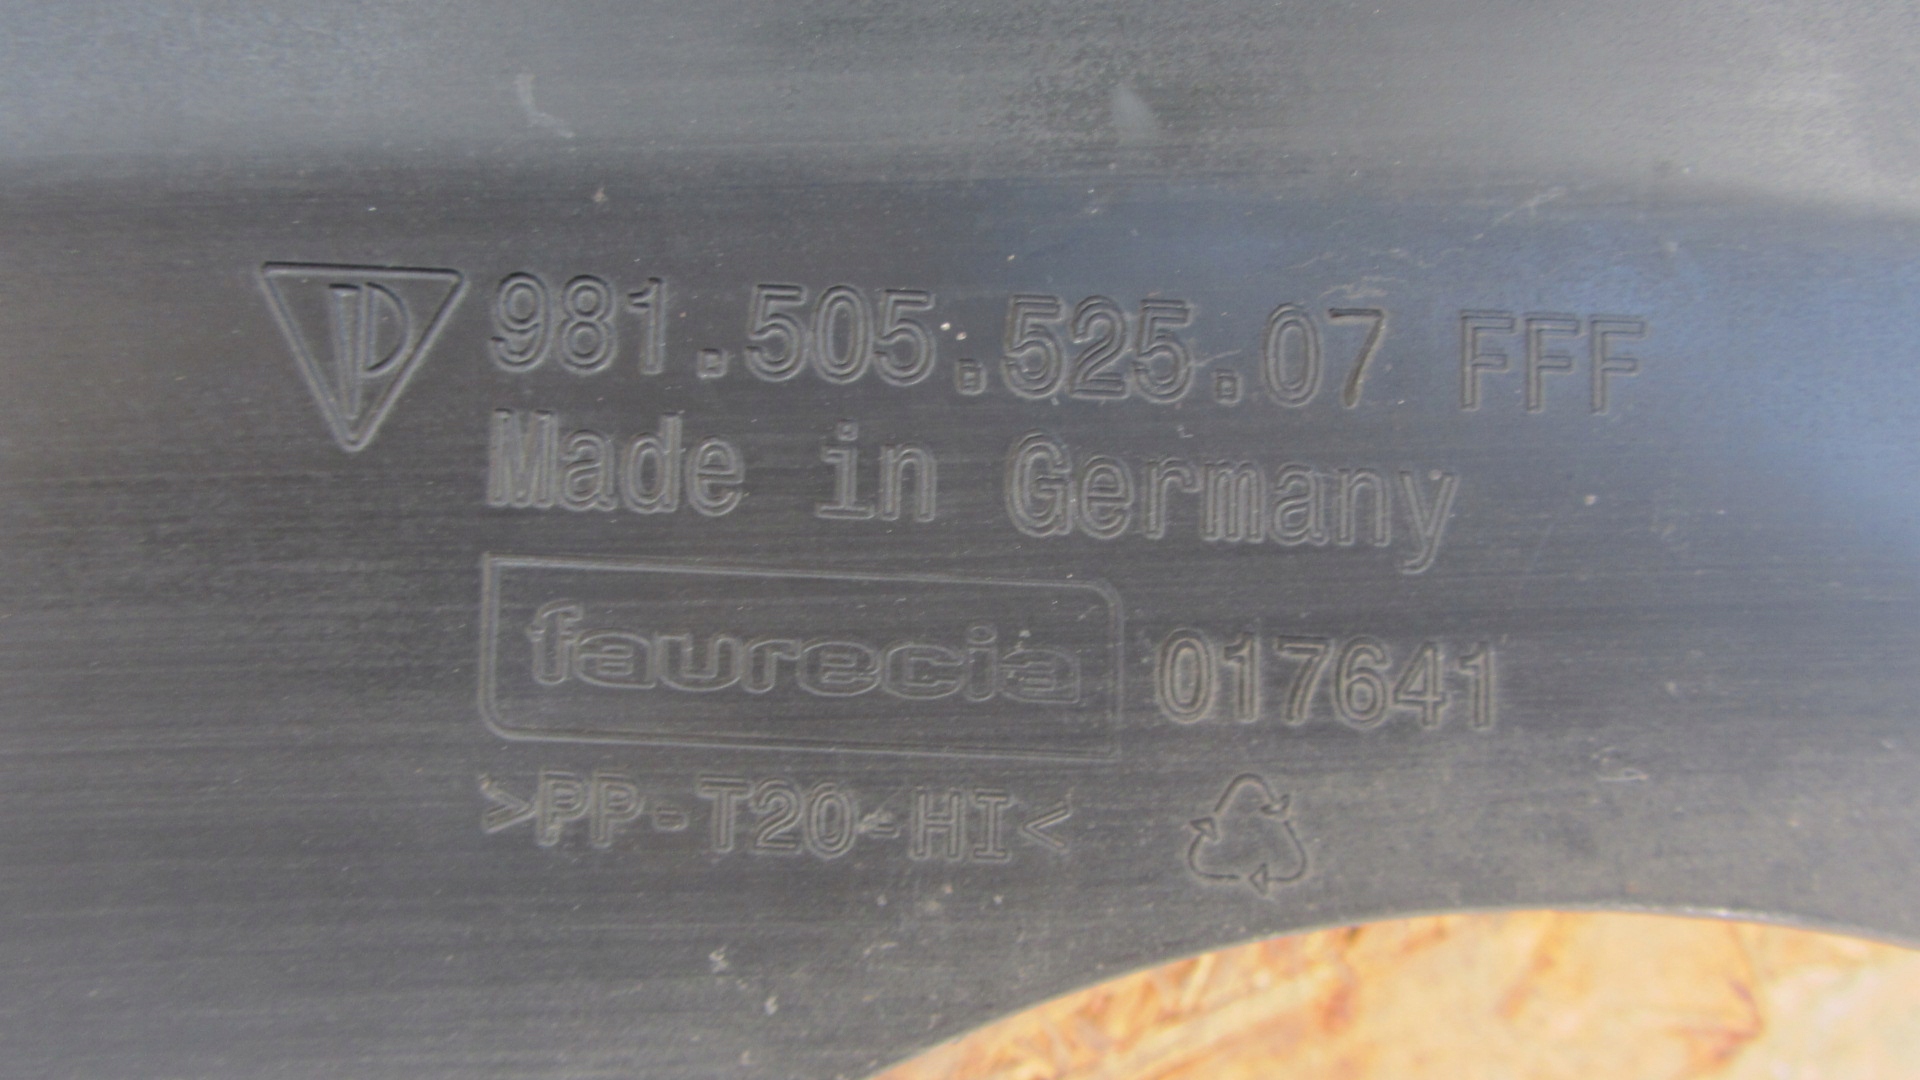 981.505.525.07 FFF
Made in Germany
faurecia 017641
>PP-T20-HI<